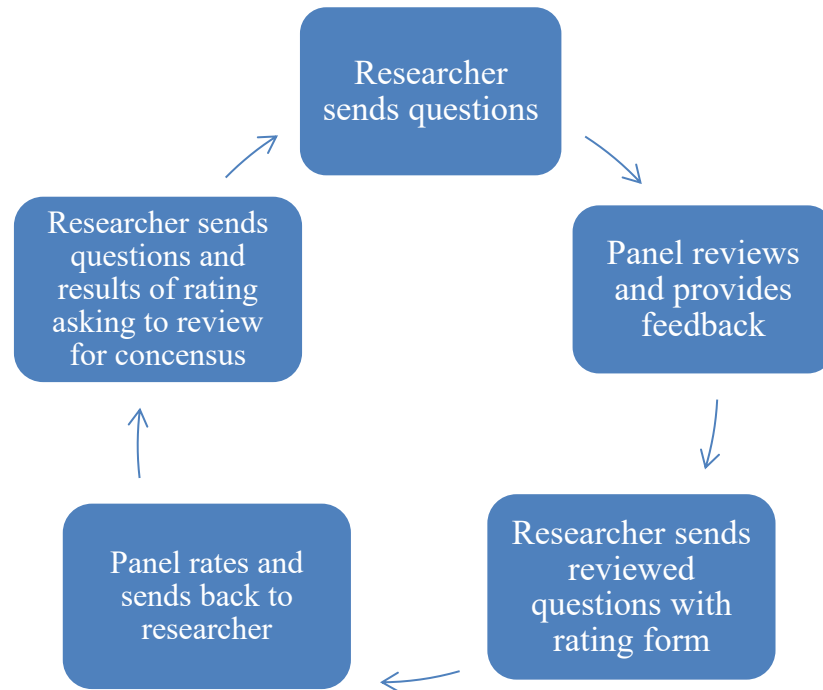 Researcher
sends questions
Panel reviews
and provides
feedback
Researcher sends
reviewed
questions with
rating form
Panel rates and
sends back to
researcher
Researcher sends
questions and
results of rating
asking to review
for concensus